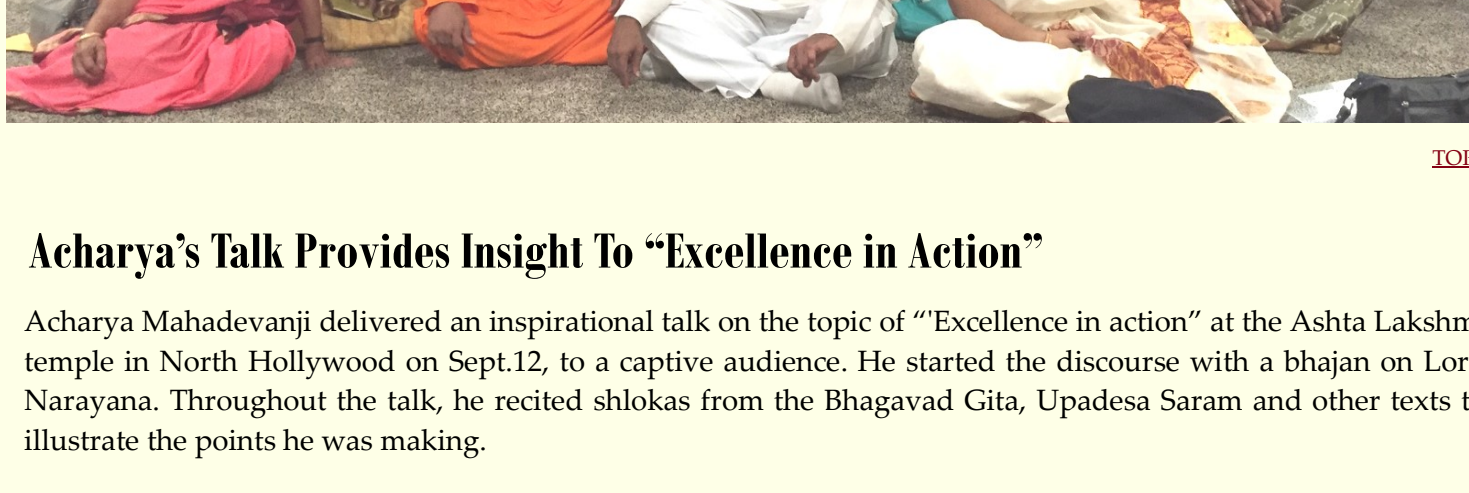 Acharya’s Talk Provides Insight To “Excellence in Action”
Acharya Mahadevanji delivered an inspirational talk on the topic of “'Excellence in action” at the Ashta
temple in North Hollywood on Sept.12, to a captive audience. He started the discourse with a bhajan on
Narayana. Throughout the talk, he recited shlokas from the Bhagavad Gita, Upadesa Saram and other texts
illustrate the points he was making.